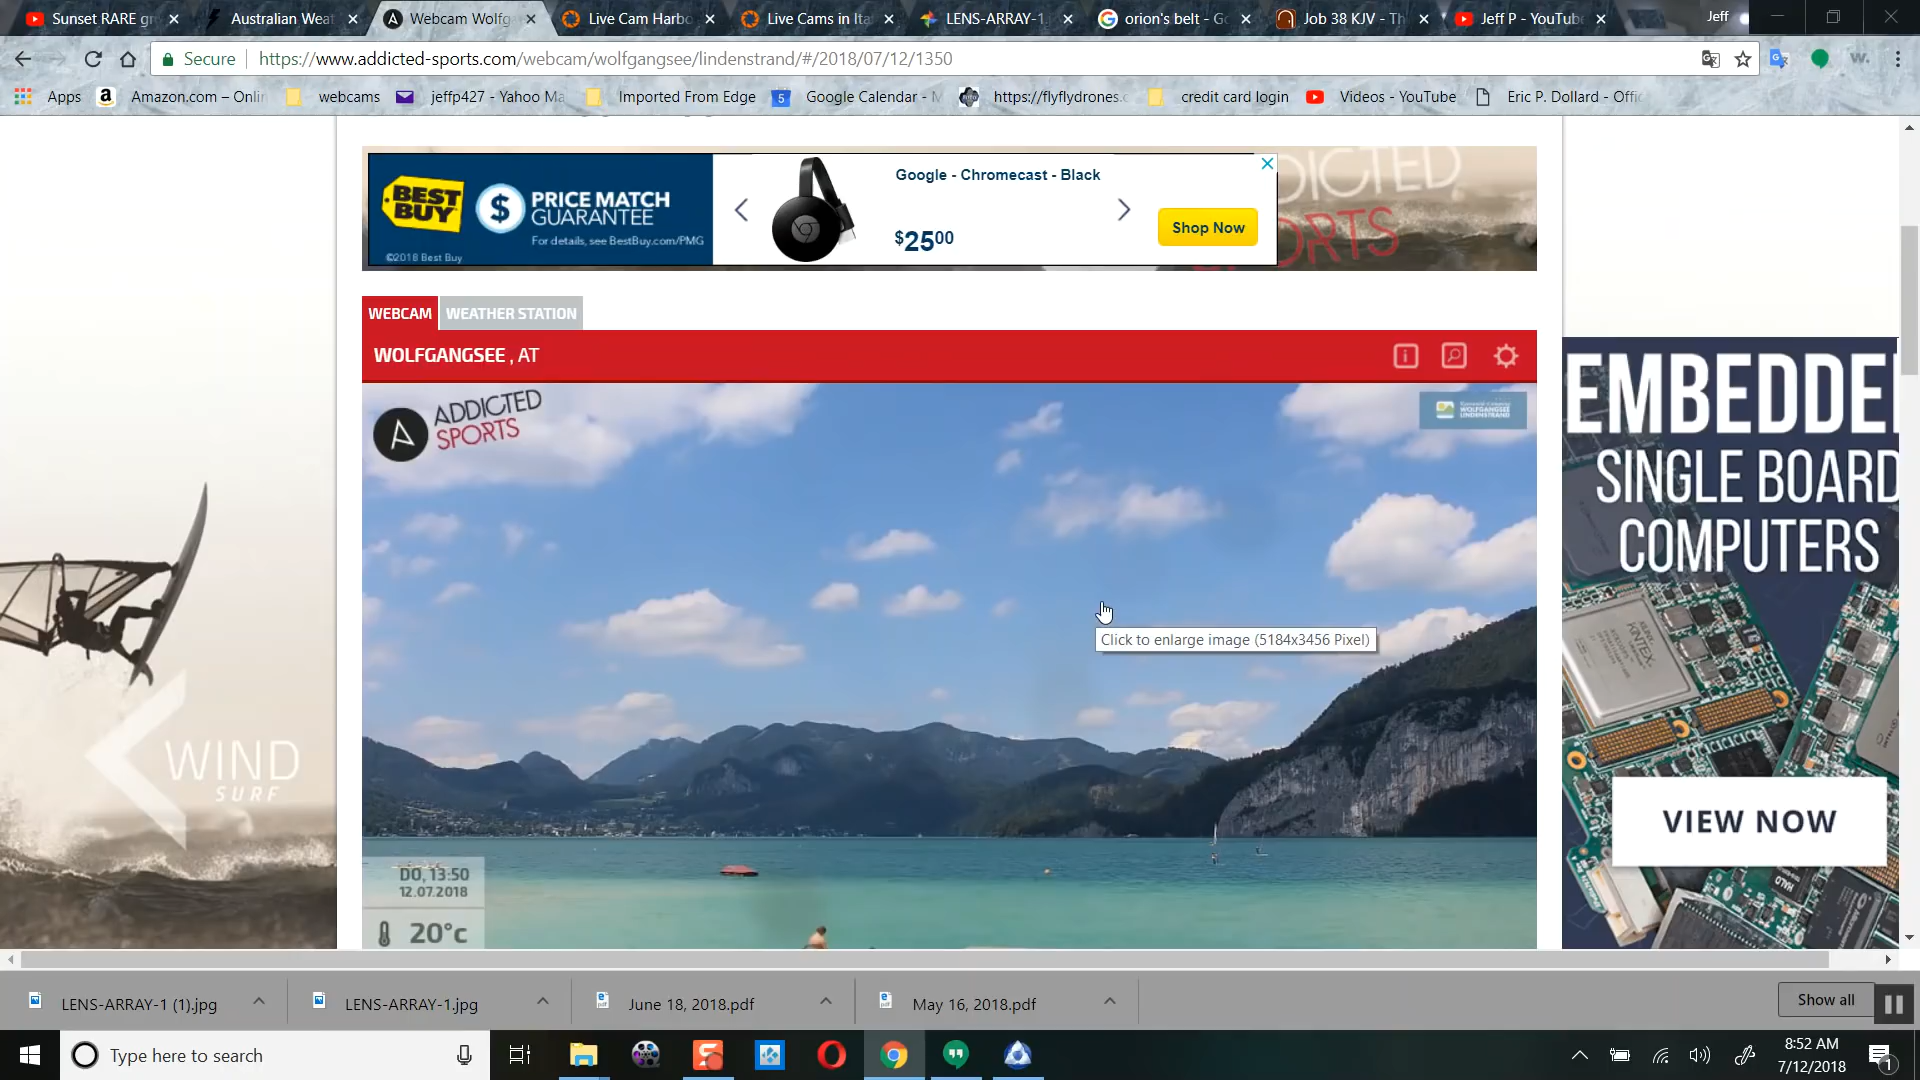 Sunset RARE gr
Australian Weat
Webcam Wolfg
Live Cam Harbo
Live Cams in Ita
LENS-ARRAY-1.
orion's belt - Go
Job 38 KJV - Th
Jeff P - YouTube
Jeff
Secure
https://www.addicted-sports.com/webcam/wolfgangsee/lindenstrand/#/2018/07/12/1350
Apps
Amazon.com – Onli
webcams
jeffp427 - Yahoo Ma
Imported From Edge
5
Google Calendar -
https://flyflydrones.c
credit card login
Videos - YouTube
Eric P. Dollard - Offi
BEST BUY
$
PRICE MATCH
GUARANTEE
For details, see BestBuy.com/PMG
©2018 Best Buy
Google - Chromecast - Black
$2500
Shop Now
WEBCAM
WEATHER STATION
WOLFGANGSEE , AT
ADDICTED
SPORTS
WOLFGANGSEE
LINDENSTRAND
Click to enlarge image (5184x3456 Pixel)
DO, 13:50
12.07.2018
20°c
WIND
SURF
EMBEDDE
SINGLE BOARD
COMPUTERS
VIEW NOW
LENS-ARRAY-1 (1).jpg
LENS-ARRAY-1.jpg
June 18, 2018.pdf
May 16, 2018.pdf
Show all
Type here to search
8:52 AM
7/12/2018
1